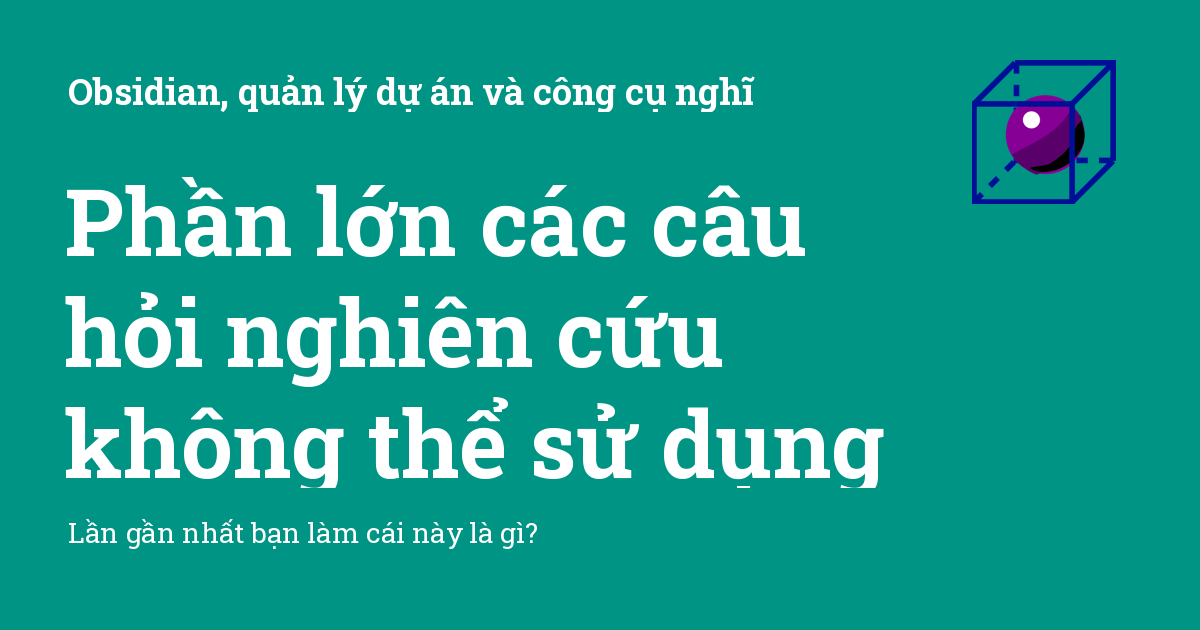 Obsidian, quản lý dự án và công cụ nghĩ
Phần lớn các câu
hỏi nghiên cứu
không thể sử dụng
Lần gần nhất bạn làm cái này là gì?